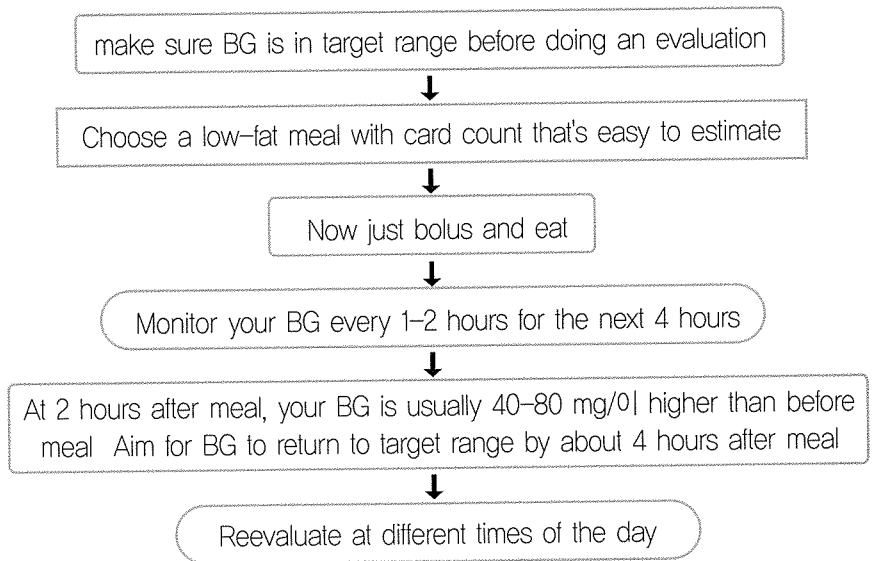 make sure BG is in target range before doing an evaluation
Choose a low-fat meal with card count that's easy to estimate
Now just bolus and eat
Monitor your BG every 1-2 hours for the next 4 hours
At 2 hours after meal, your BG is usually 40-80 mg/이 higher than before
meal Aim for BG to return to target range by about 4 hours after meal
Reevaluate at different times of the day